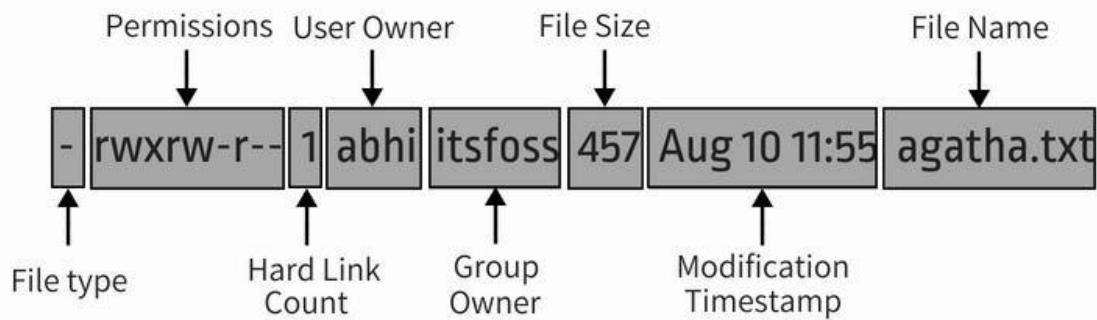 Permissions User Owner File Size File Name
- rwxrw-r-- 1 abhi itsfoss 457 Aug 10 11:55 agatha.txt
File type
Hard Link
Count
Group
Owner
Modification
Timestamp